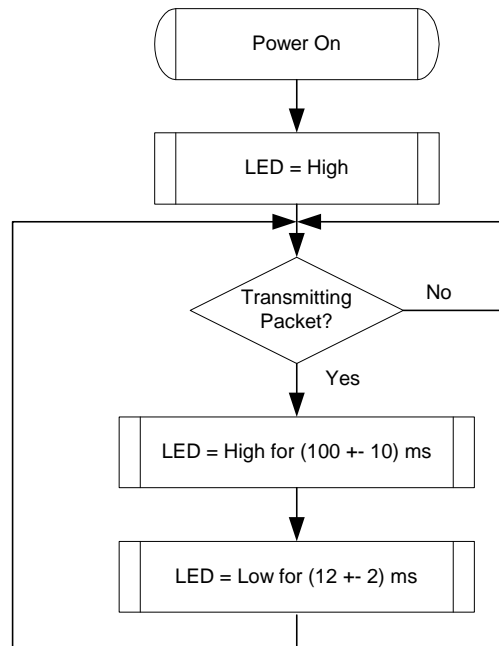 Power On
LED = High
Transmitting
Packet?
No
Yes
LED = High for (100 +- 10) ms
LED = Low for (12 +- 2) ms